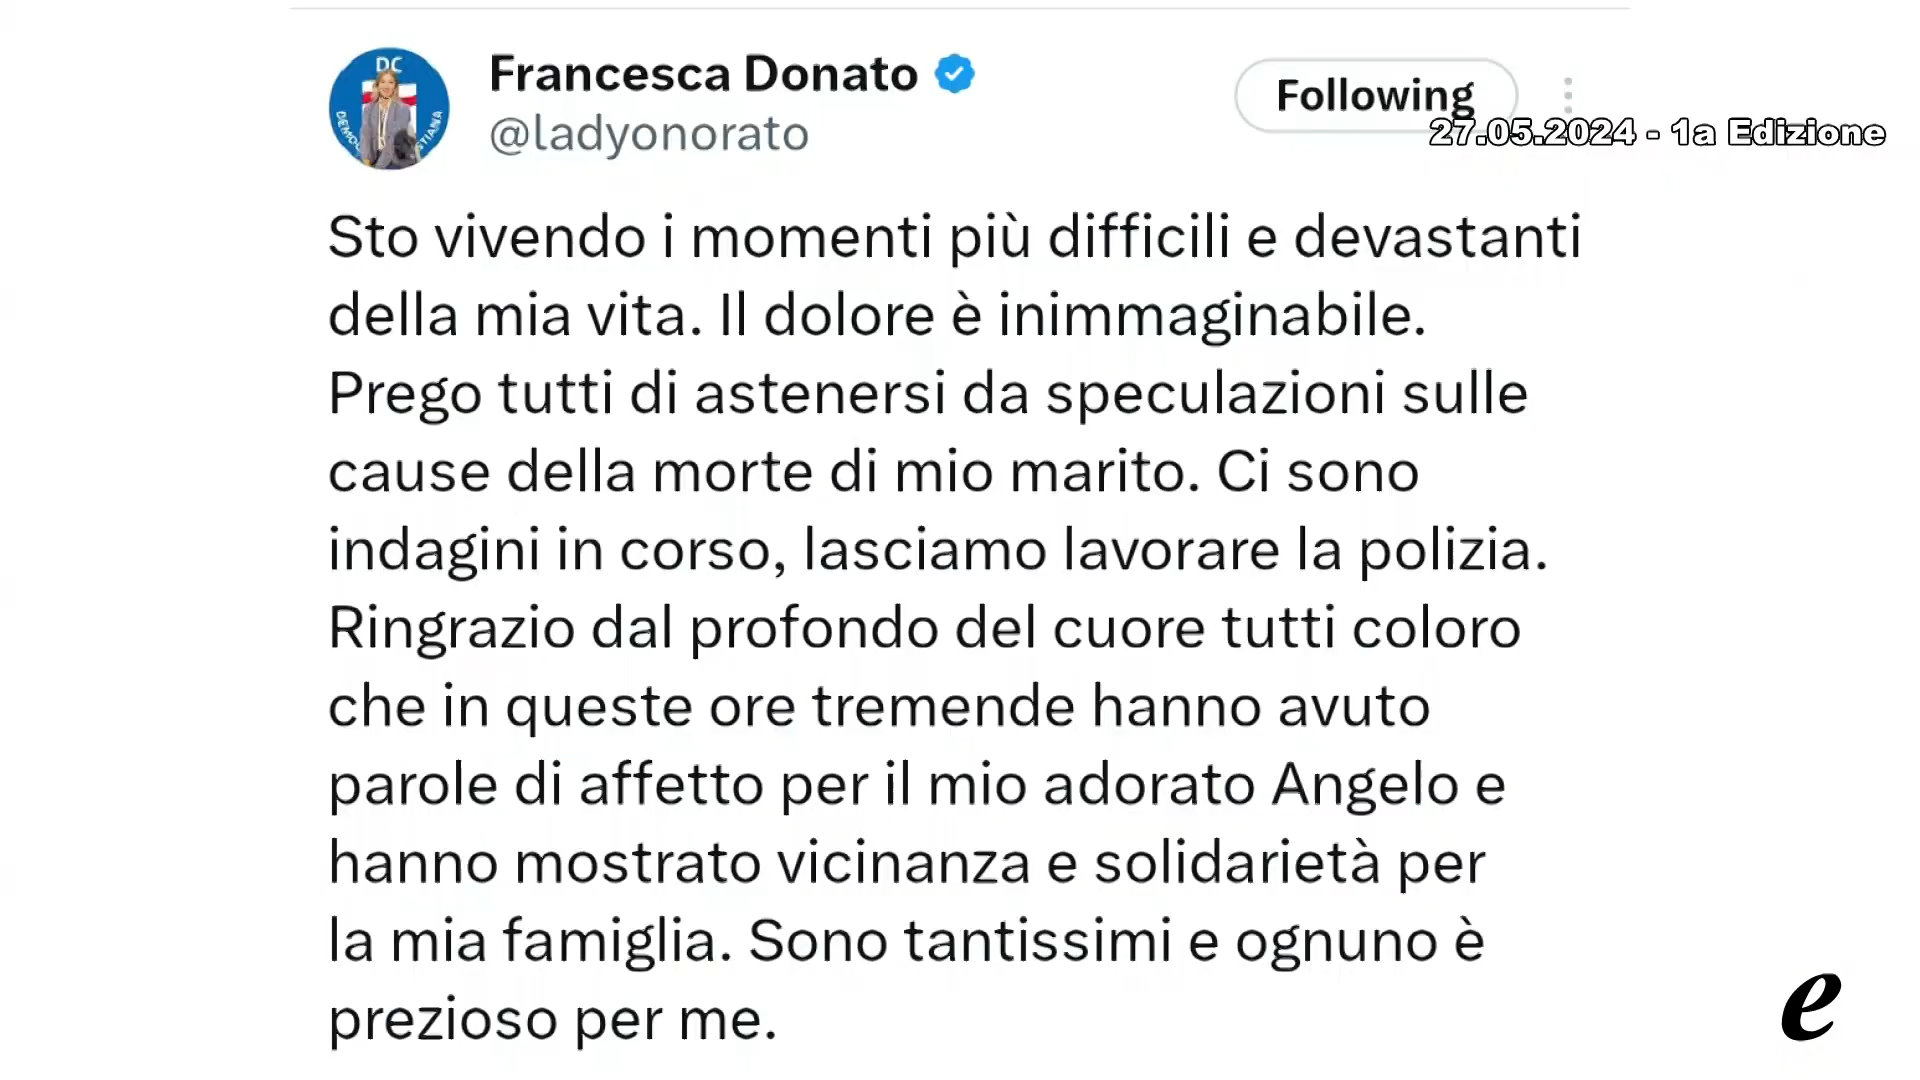 DC
DEMO
STIANA
Francesca Donato
@ladyonorato
Following
27.05.2024 - 1a Edizione
Sto vivendo i momenti più difficili e devastanti
della mia vita. Il dolore è inimmaginabile.
Prego tutti di astenersi da speculazioni sulle
cause della morte di mio marito. Ci sono
indagini in corso, lasciamo lavorare la polizia.
Ringrazio dal profondo del cuore tutti coloro
che in queste ore tremende hanno avuto
parole di affetto per il mio adorato Angelo e
hanno mostrato vicinanza e solidarietà per
la mia famiglia. Sono tantissimi e ognuno è
prezioso per me.
e